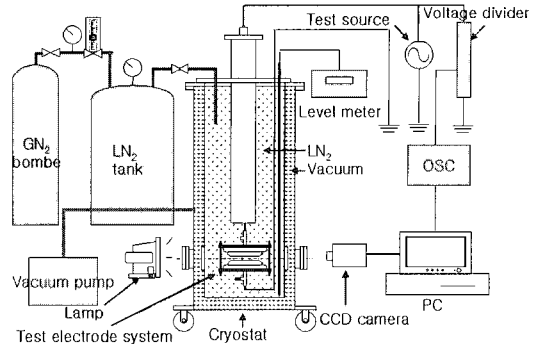 Test source
Voltage divider
GN2
bombe
LN2
tank
Level meter
LN2
Vacuum
OSC
Vacuum pump
Lamp
Test electrode system
Cryostat
CCD camera
PC